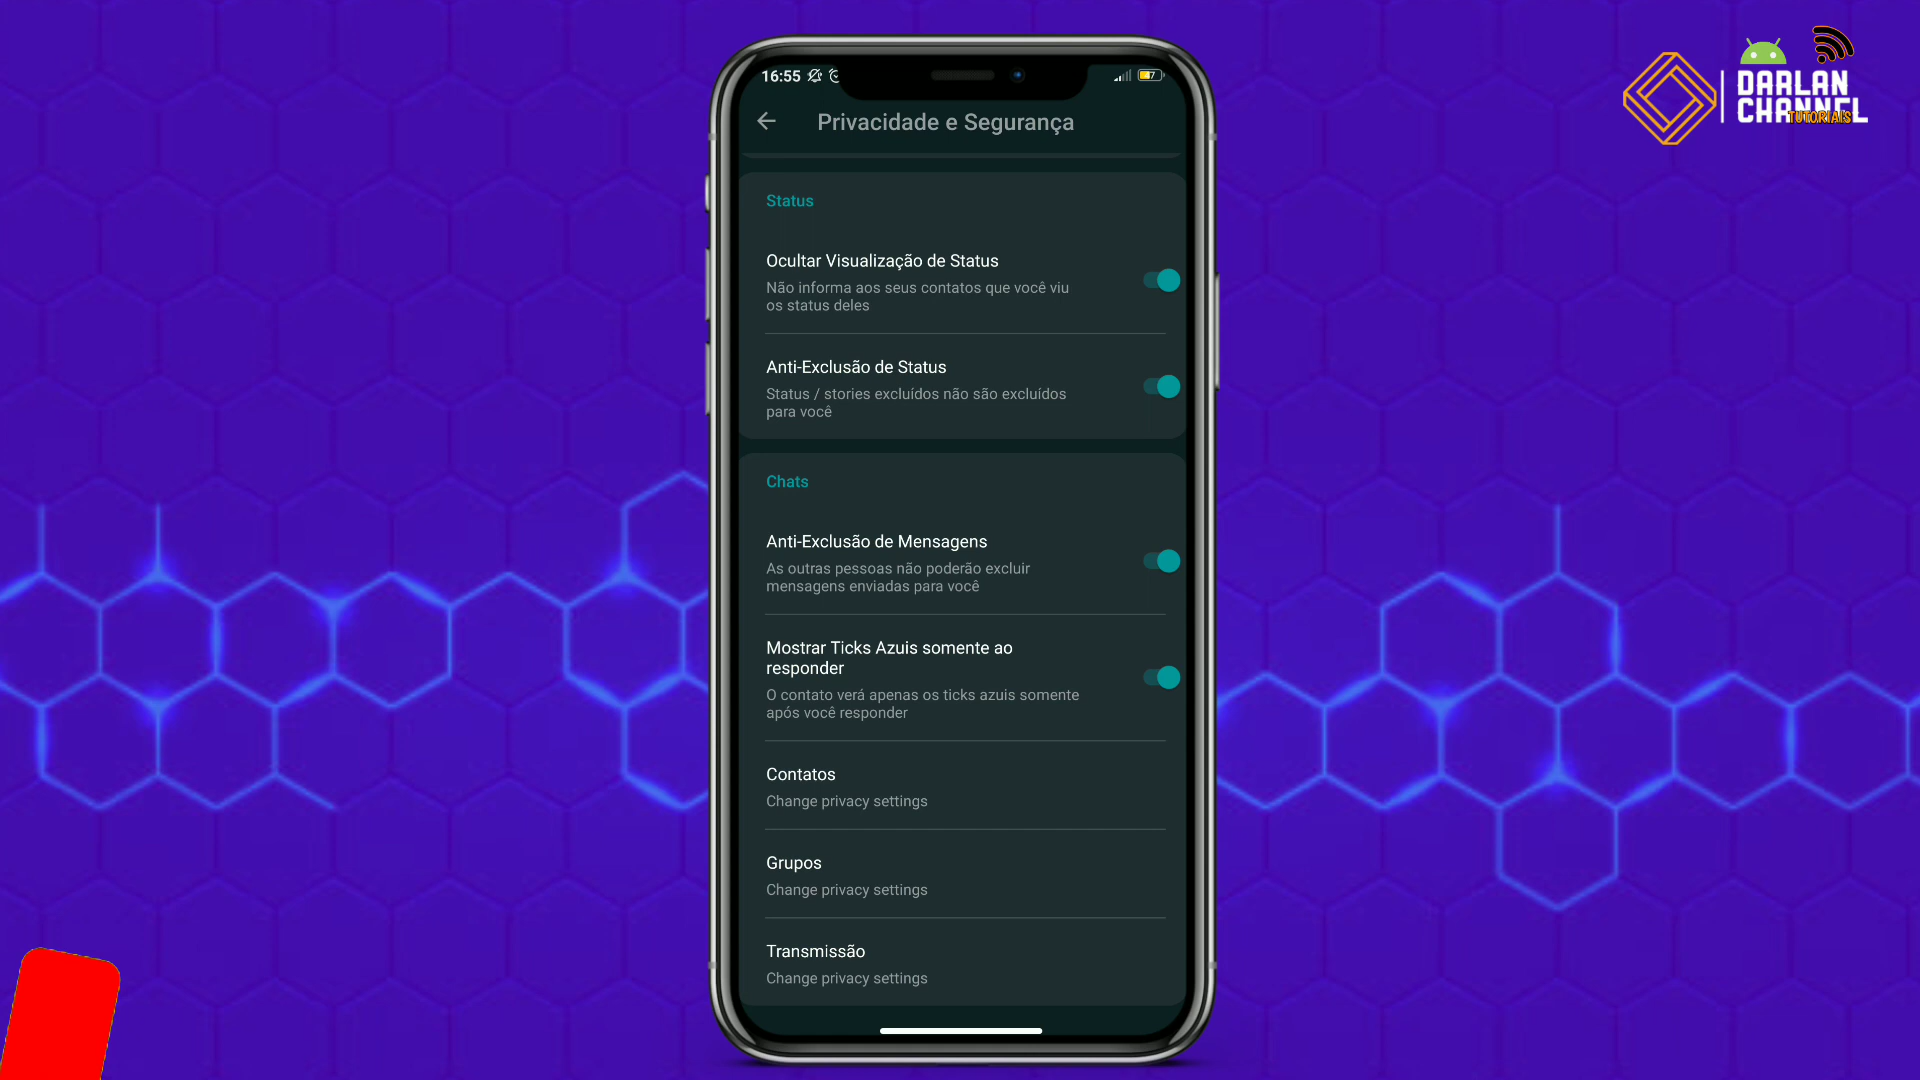 16:55
47
DARLAN
CHANNEL
TUTORIAIS
Privacidade e Segurança
Status
Ocultar Visualização de Status
Não informa aos seus contatos que você viu
os status deles
Anti-Exclusão de Status
Status / stories excluídos não são excluídos
para você
Chats
Anti-Exclusão de Mensagens
As outras pessoas não poderão excluir
mensagens enviadas para você
Mostrar Ticks Azuis somente ao
responder
O contato verá apenas os ticks azuis somente
após você responder
Contatos
Change privacy settings
Grupos
Change privacy settings
Transmissão
Change privacy settings